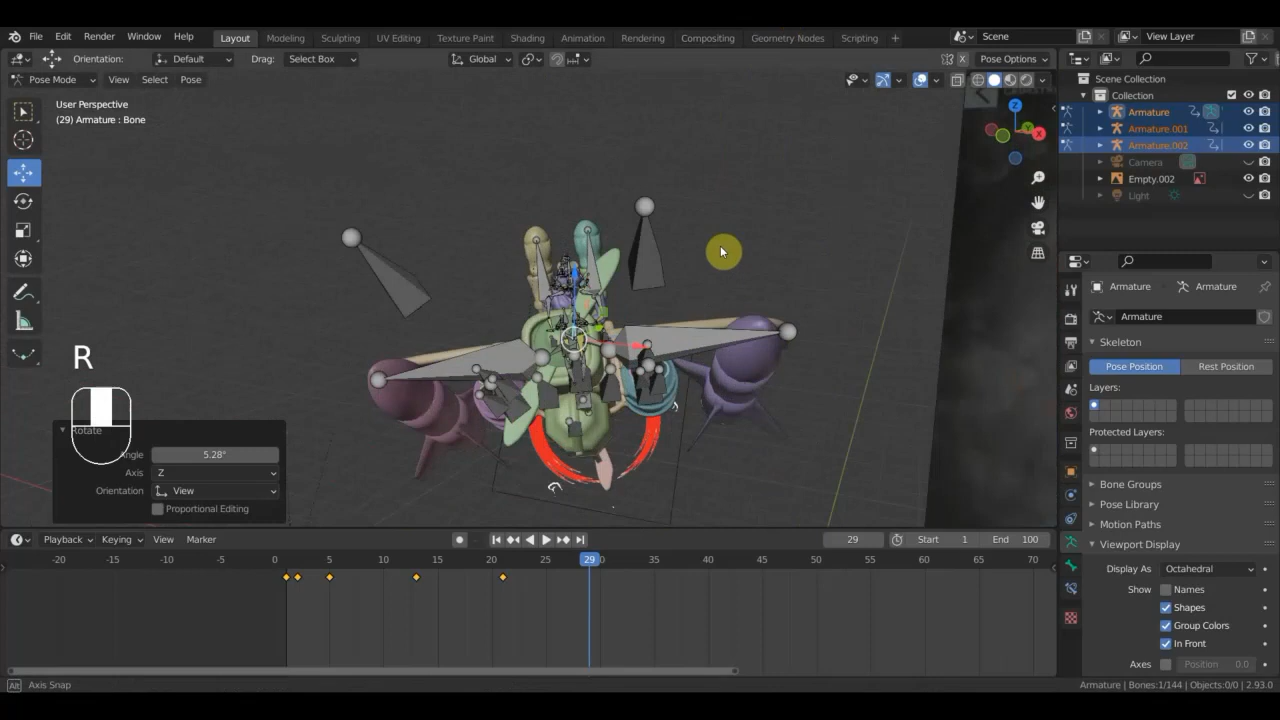 File Edit Render Window Help Layout Modeling Sculpting UV Editing Texture Paint Shading Animation Rendering Compositing Geometry Nodes Scripting + Scene View Layer
Orientation: Default Drag: Select Box Global X Pose Options
Pose Mode View Select Pose
Scene Collection
Collection
Armature
Armature.001
Armature.002
Camera
Empty.002
Light
User Perspective
(29) Armature : Bone
Armature Armature
Armature
Skeleton
Pose Position Rest Position
Layers:
Protected Layers:
Bone Groups
Pose Library
Motion Paths
Viewport Display
Display As Octahedral
Show Names
Shapes
Group Colors
In Front
Axes Position 0.0
R
Rotate
Angle 5.28°
Axis Z
Orientation View
Proportional Editing
Playback Keying View Marker 29 Start 1 End 100
-20 -15 -10 -5 0 5 10 15 20 25 29 30 35 40 45 50 55 60 65 70
Alt Axis Snap
Armature | Bones:1/144 | Objects:0/0 | 2.93.0